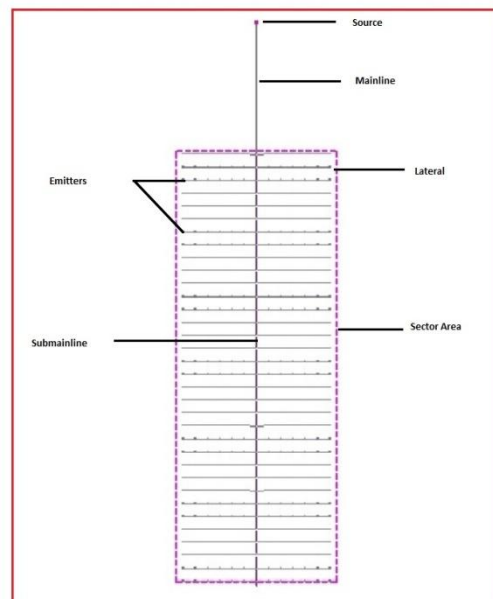 Source
Mainline
Lateral
Emitters
Sector Area
Submainline